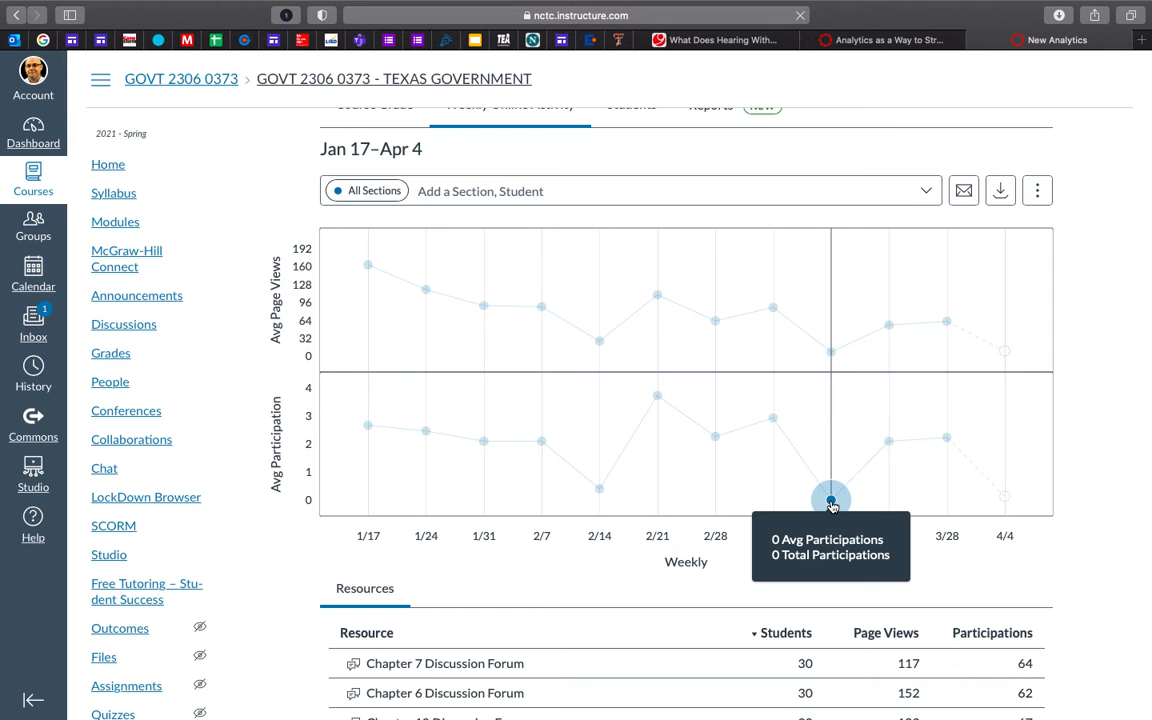 nctc.instructure.com
What Does Hearing With...
Analytics as a Way to Str...
New Analytics
Account
Dashboard
Courses
Groups
Calendar
1
Inbox
History
Commons
Studio
Help
GOVT 2306 0373 › GOVT 2306 0373 - TEXAS GOVERNMENT
2021 - Spring
Home
Syllabus
Modules
McGraw-Hill
Connect
Announcements
Discussions
Grades
People
Conferences
Collaborations
Chat
LockDown Browser
SCORM
Studio
Free Tutoring – Stu-
dent Success
Outcomes
Files
Assignments
Quizzes
Course Grade Weekly Online Activity Students Reports NEW
Jan 17–Apr 4
All Sections Add a Section, Student
Avg Page Views
192
160
128
96
64
32
0
Avg Participation
4
3
2
1
0
1/17 1/24 1/31 2/7 2/14 2/21 2/28 3/28 4/4
Weekly
0 Avg Participations
0 Total Participations
Resources
Resource Students Page Views Participations
Chapter 7 Discussion Forum 30 117 64
Chapter 6 Discussion Forum 30 152 62